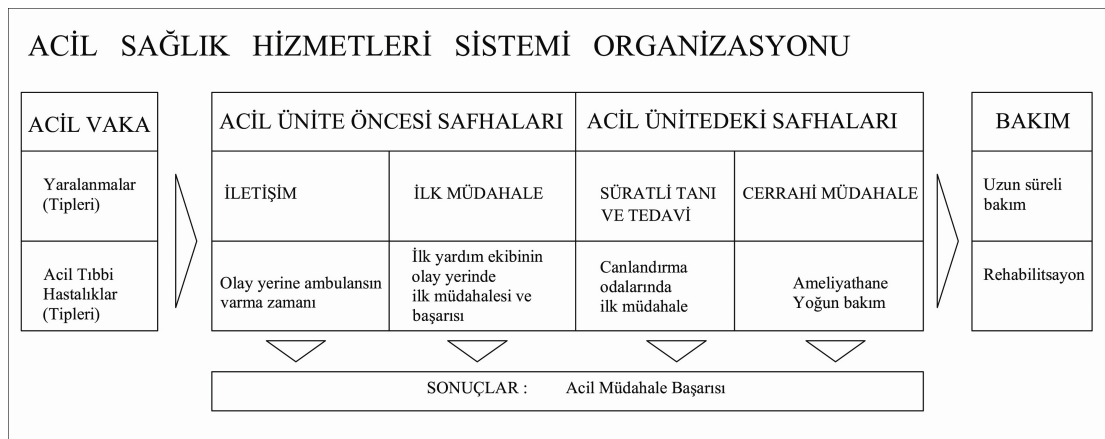 ACİL SAĞLIK HİZMETLERİ SİSTEMİ ORGANİZASYONU
ACİL VAKA
Yaralanmalar
(Tipleri)
Acil Tıbbi
Hastalıklar
(Tipleri)
ACİL ÜNİTE ÖNCESİ SAFHALARI
İLETİŞİM
İLK MÜDAHALE
Olay yerine ambulansın
varma zamanı
İlk yardım ekibinin
olay yerinde
ilk müdahalesi ve
başarısı
ACİL ÜNİTEDEKİ SAFHALARI
SÜRATLİ TANI
VE TEDAVİ
CERRAHİ MÜDAHALE
Canlandırma
odalarında
ilk müdahale
Ameliyathane
Yoğun bakım
BAKIM
Uzun süreli
bakım
Rehabilitsayon
SONUÇLAR : Acil Müdahale Başarısı